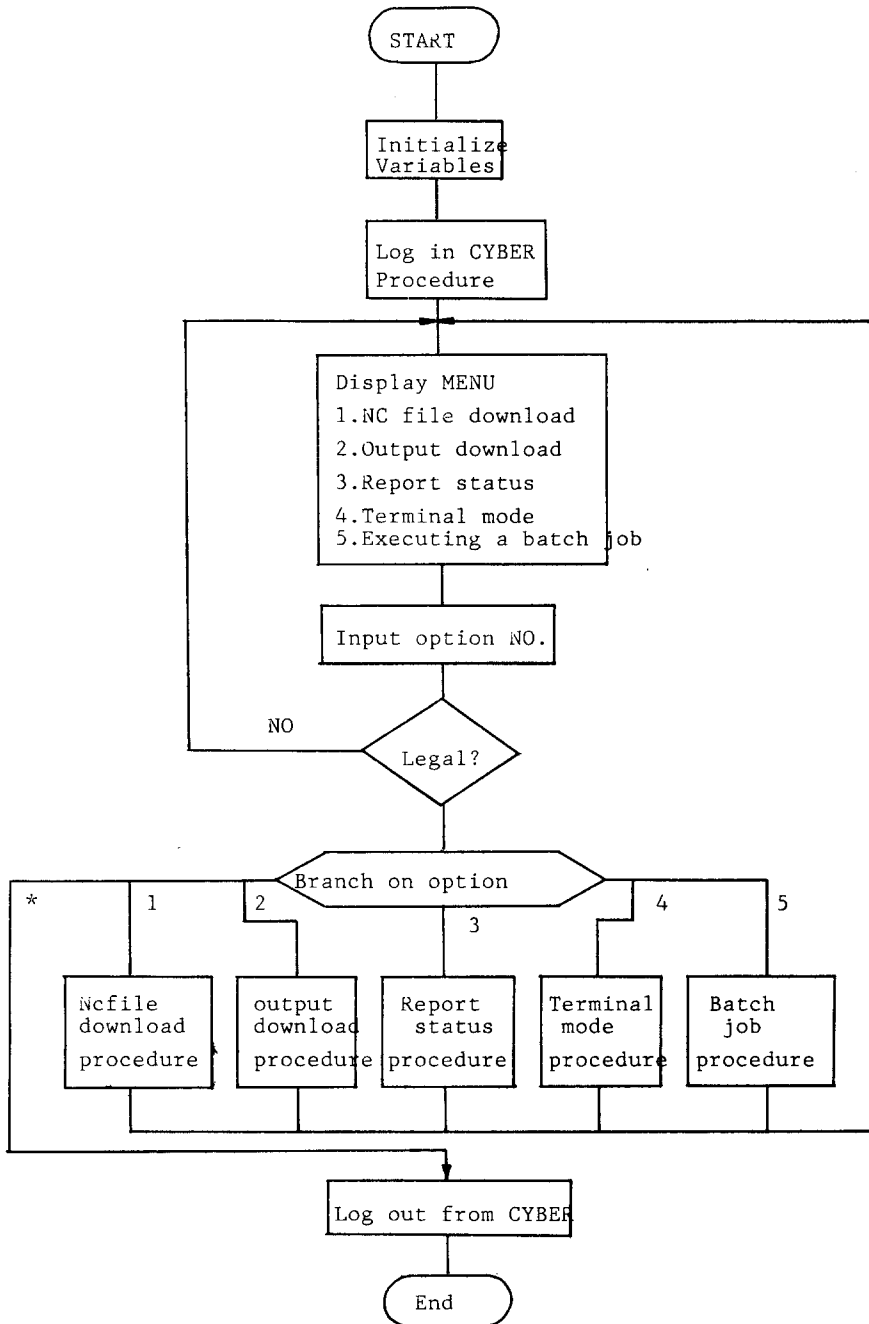 START
Initialize
Variables
Log in CYBER
Procedure
Display MENU
1.NC file download
2.Output download
3.Report status
4.Terminal mode
5.Executing a batch job
Input option NO.
NO
Legal?
Branch on option
*
1
2
3
4
5
Ncfile
download
procedure
output
download
procedure
Report
status
procedure
Terminal
mode
procedure
Batch
job
procedure
Log out from CYBER
End